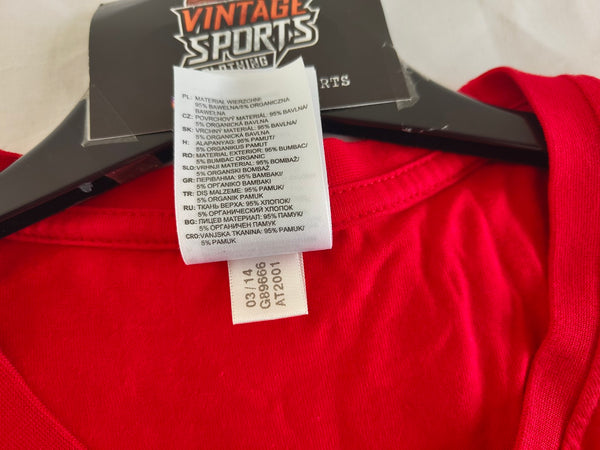 VINTAGE
SPORTS
CLOTHING
RTS
PL: MATERIAŁ WIERZCHNI:
95% BAWEŁNA/5% ORGANICZNA
BAWEŁNA
CZ: POVRCHOVÝ MATERIÁL: 95% BAVLNA/
5% ORGANICKÁ BAVLNA
SK: VRCHNÝ MATERIÁL: 95% BAVLNA/
5% ORGANICKÁ BAVLNA
H: ALAPANYAG: 95% PAMUT/
5% ORGANIKUS PAMUT
RO: MATERIAL EXTERIOR: 95% BUMBAC/
5% BUMBAC ORGANIC
SLO: VRHNJI MATERIAL: 95% BOMBAŽ/
5% ORGANSKI BOMBAŽ
GR: ΠΕΡΙΒΛΗΜΑ: 95% ΒΑΜΒΑΚΙ/
5% ΟΡΓΑΝΙΚΟ ΒΑΜΒΑΚΙ
TR: DIŞ MALZEME: 95% PAMUK/
5% ORGANİK PAMUK
RU: ТКАНЬ ВЕРХА: 95% ХЛОПОК/
5% ОРГАНИЧЕСКИЙ ХЛОПОК
BG: ЛИЦЕВ МАТЕРИАЛ: 95% ПАМУК/
5% ОРГАНИЧЕН ПАМУК
CRO: VANJSKA TKANINA: 95% PAMUK/
5% PAMUK
03/14
G89666
AT2001